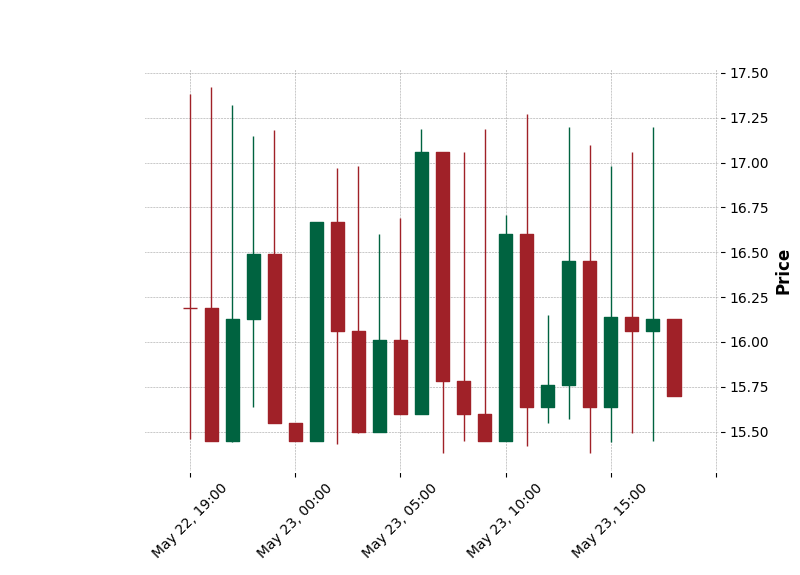 17.50
17.25
17.00
16.75
16.50
16.25
16.00
15.75
15.50
Price
May 22, 19:00
May 23, 00:00
May 23, 05:00
May 23, 10:00
May 23, 15:00